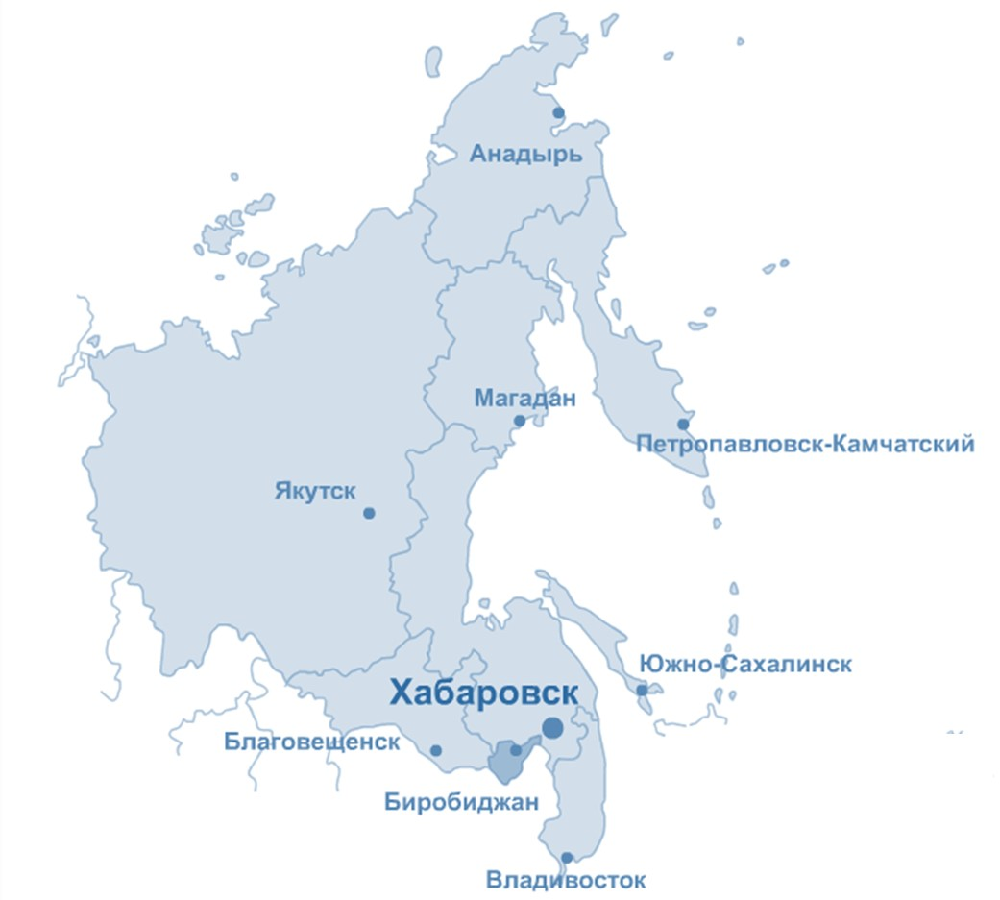 Анадырь
Магадан
Петропавловск-Камчатский
Якутск
Южно-Сахалинск
Хабаровск
Благовещенск
Биробиджан
Владивосток